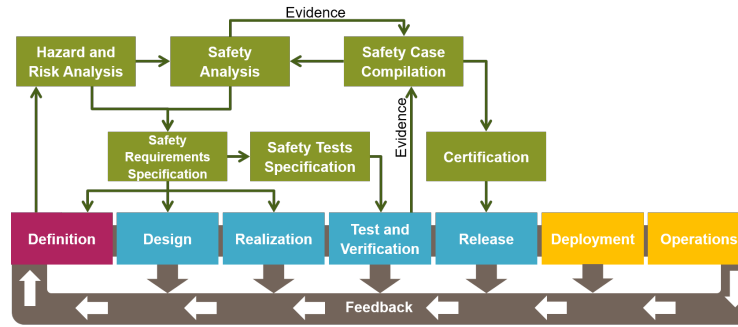 Evidence
Hazard and
Risk Analysis
Safety
Analysis
Safety Case
Compilation
Evidence
Safety
Requirements
Specification
Safety Tests
Specification
Certification
Definition
Design
Realization
Test and
Verification
Release
Deployment
Operations
Feedback